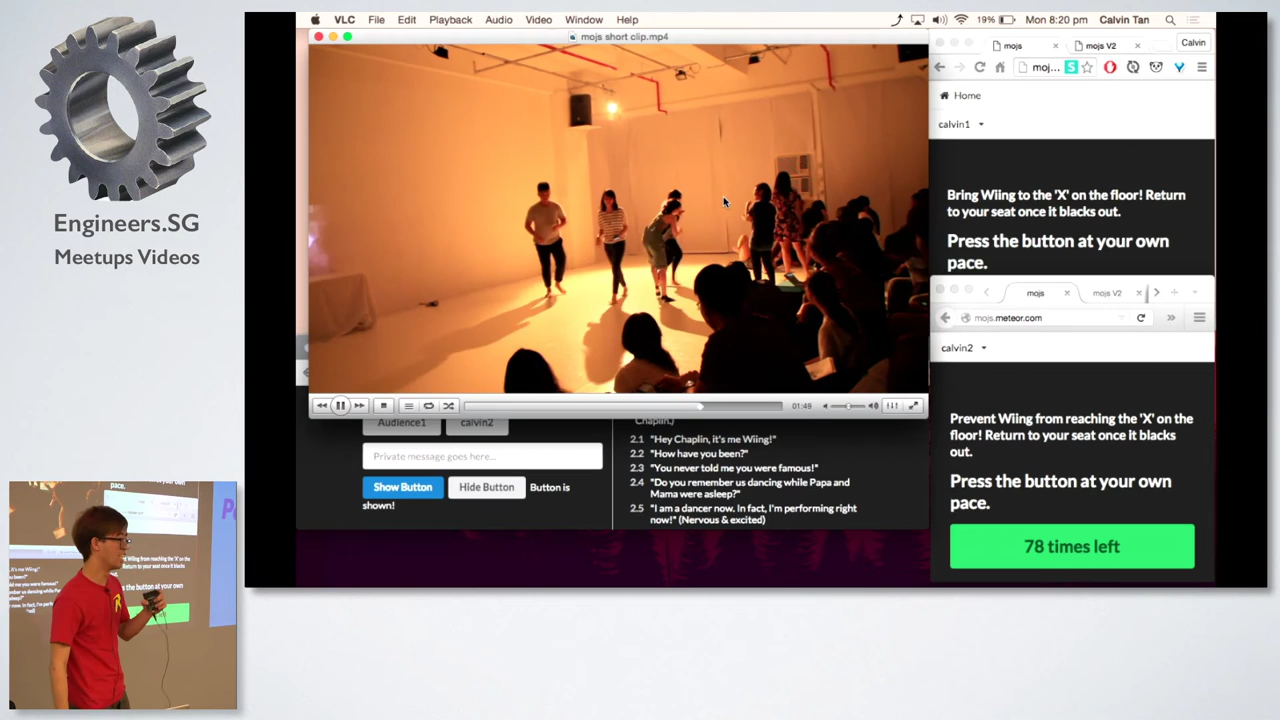 Engineers.SG
Meetups Videos
VLC File Edit Playback Audio Video Window Help
19% Mon 8:20 pm Calvin Tan
mojs short clip.mp4
01:49
mojs
mojs V2
Calvin
moj...
S
Home
calvin1
Bring Wiing to the 'X' on the floor! Return
to your seat once it blacks out.
Press the button at your own
pace.
mojs
mojs V2
mojs.meteor.com
calvin2
Prevent Wiing from reaching the 'X' on the
floor! Return to your seat once it blacks
out.
Press the button at your own
pace.
78 times left
Audience1
calvin2
Private message goes here...
Show Button
Hide Button
Button is
shown!
Chaplin.)
2.1 "Hey Chaplin, it's me Wiing!"
2.2 "How have you been?"
2.3 "You never told me you were famous!"
2.4 "Do you remember us dancing while Papa and
Mama were asleep?"
2.5 "I am a dancer now. In fact, I'm performing right
now!" (Nervous & excited)